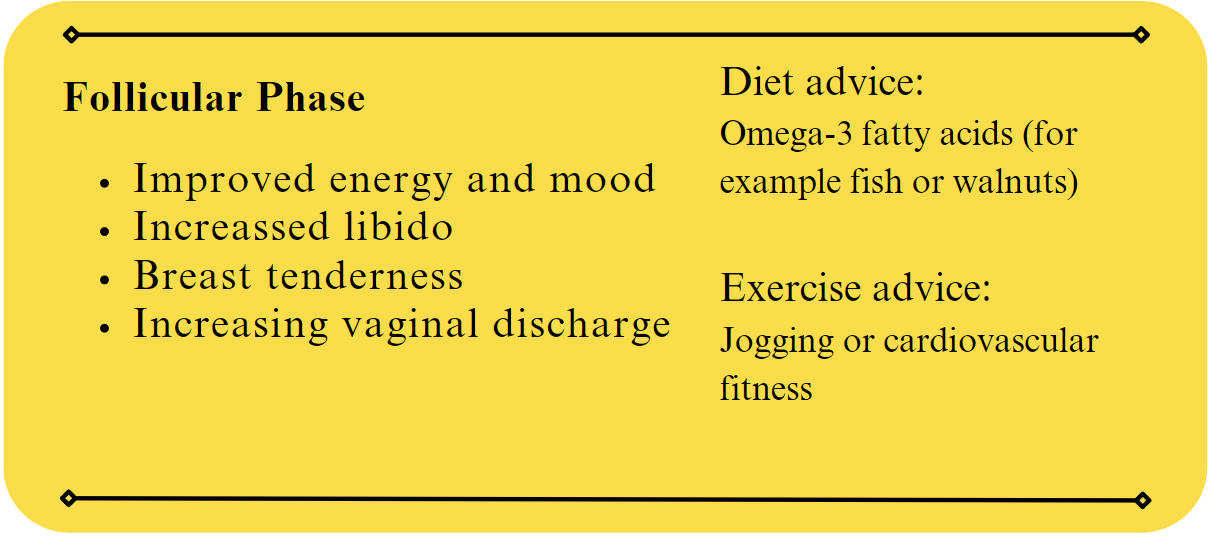 Follicular Phase
• Improved energy and mood
• Increassed libido
• Breast tenderness
• Increasing vaginal discharge
Diet advice:
Omega-3 fatty acids (for
example fish or walnuts)
Exercise advice:
Jogging or cardiovascular
fitness